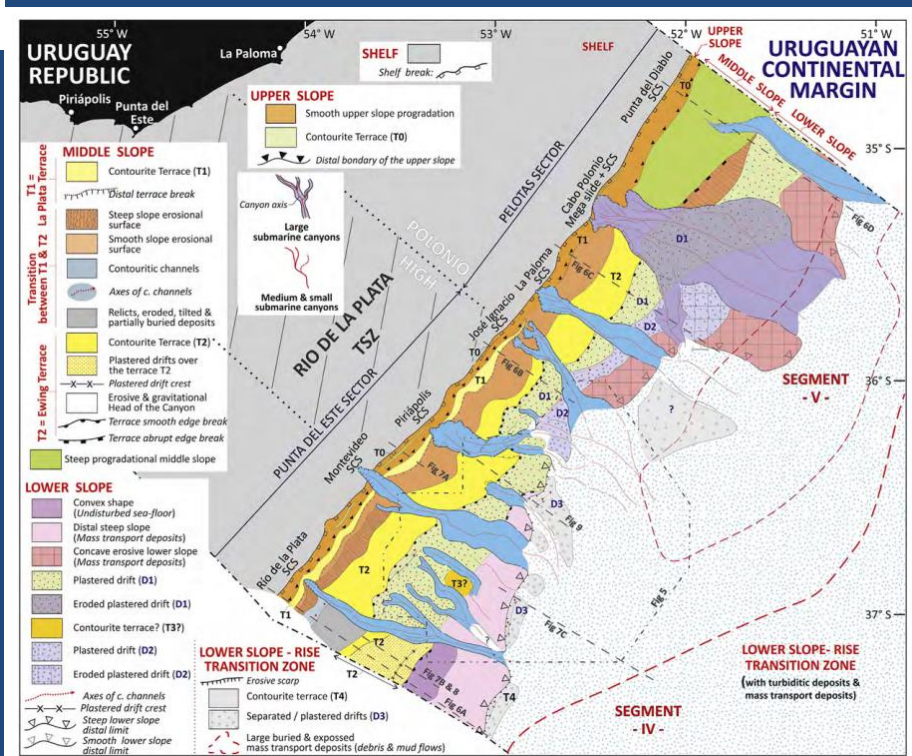 55° W
54° W
53° W
52° W
51° W
URUGUAY
REPUBLIC
La Paloma
Piriápolis
Punta del
Este
SHELF
Shelf break:
SHELF
UPPER
SLOPE
MIDDLE SLOPE
LOWER SLOPE
URUGUAYAN
CONTINENTAL
MARGIN
UPPER SLOPE
Smooth upper slope progradation
Contourite Terrace (T0)
Distal bondary of the upper slope
Canyon axis
Large
submarine canyons
Medium & small
submarine canyons
T1 =
La Plata Terrace
Transition
between T1 & T2
T2 = Ewing Terrace
MIDDLE SLOPE
Contourite Terrace (T1)
Distal terrace break
Steep slope erosional
surface
Smooth slope erosional
surface
Contouritic channels
Axes of c. channels
Relicts, eroded, tilted &
partially buried deposits
Contourite Terrace (T2)
Plastered drifts over
the terrace T2
Plastered drift crest
Erosive & gravitational
Head of the Canyon
Terrace smooth edge break
Terrace abrupt edge break
Steep progradational middle slope
LOWER SLOPE
Convex shape
(Undisturbed sea-floor)
Distal steep slope
(Mass transport deposits)
Concave erosive lower slope
(Mass transport deposits)
Plastered drift (D1)
Eroded plastered drift (D1)
Contourite terrace? (T3?)
Plastered drift (D2)
Eroded plastered drift (D2)
Axes of c. channels
Plastered drift crest
Steep lower slope
distal limit
Smooth lower slope
distal limit
LOWER SLOPE - RISE
TRANSITION ZONE
Erosive scarp
Contourite terrace (T4)
Separated / plastered drifts (D3)
Large buried & expossed
mass transport deposits (debris & mud flows)
PELOTAS SECTOR
POLONIO
HIGH
RIO DE LA PLATA
TSZ
PUNTA DEL ESTE SECTOR
Punta del Diablo
SCS
Cabo Polonio
Mega slide + SCS
La Paloma
SCS
José Ignacio
SCS
Piriápolis
SCS
Montevideo
SCS
Río de la Plata
SCS
T0
35° S
Fig 6D
D1
T1
Fig 6C
T2
D1
D2
T0
T1
Fig 6B
D1
D2
36° S
SEGMENT
- V -
?
T0
Fig 7A
D3
Fig 9
Fig 5
T2
T3?
D3
Fig 7C
37° S
?
T1
T2
T2
Fig 7B & 8
Fig 6A
T4
SEGMENT
- IV -
LOWER SLOPE- RISE
TRANSITION ZONE
(with turbiditic deposits &
mass transport deposits)